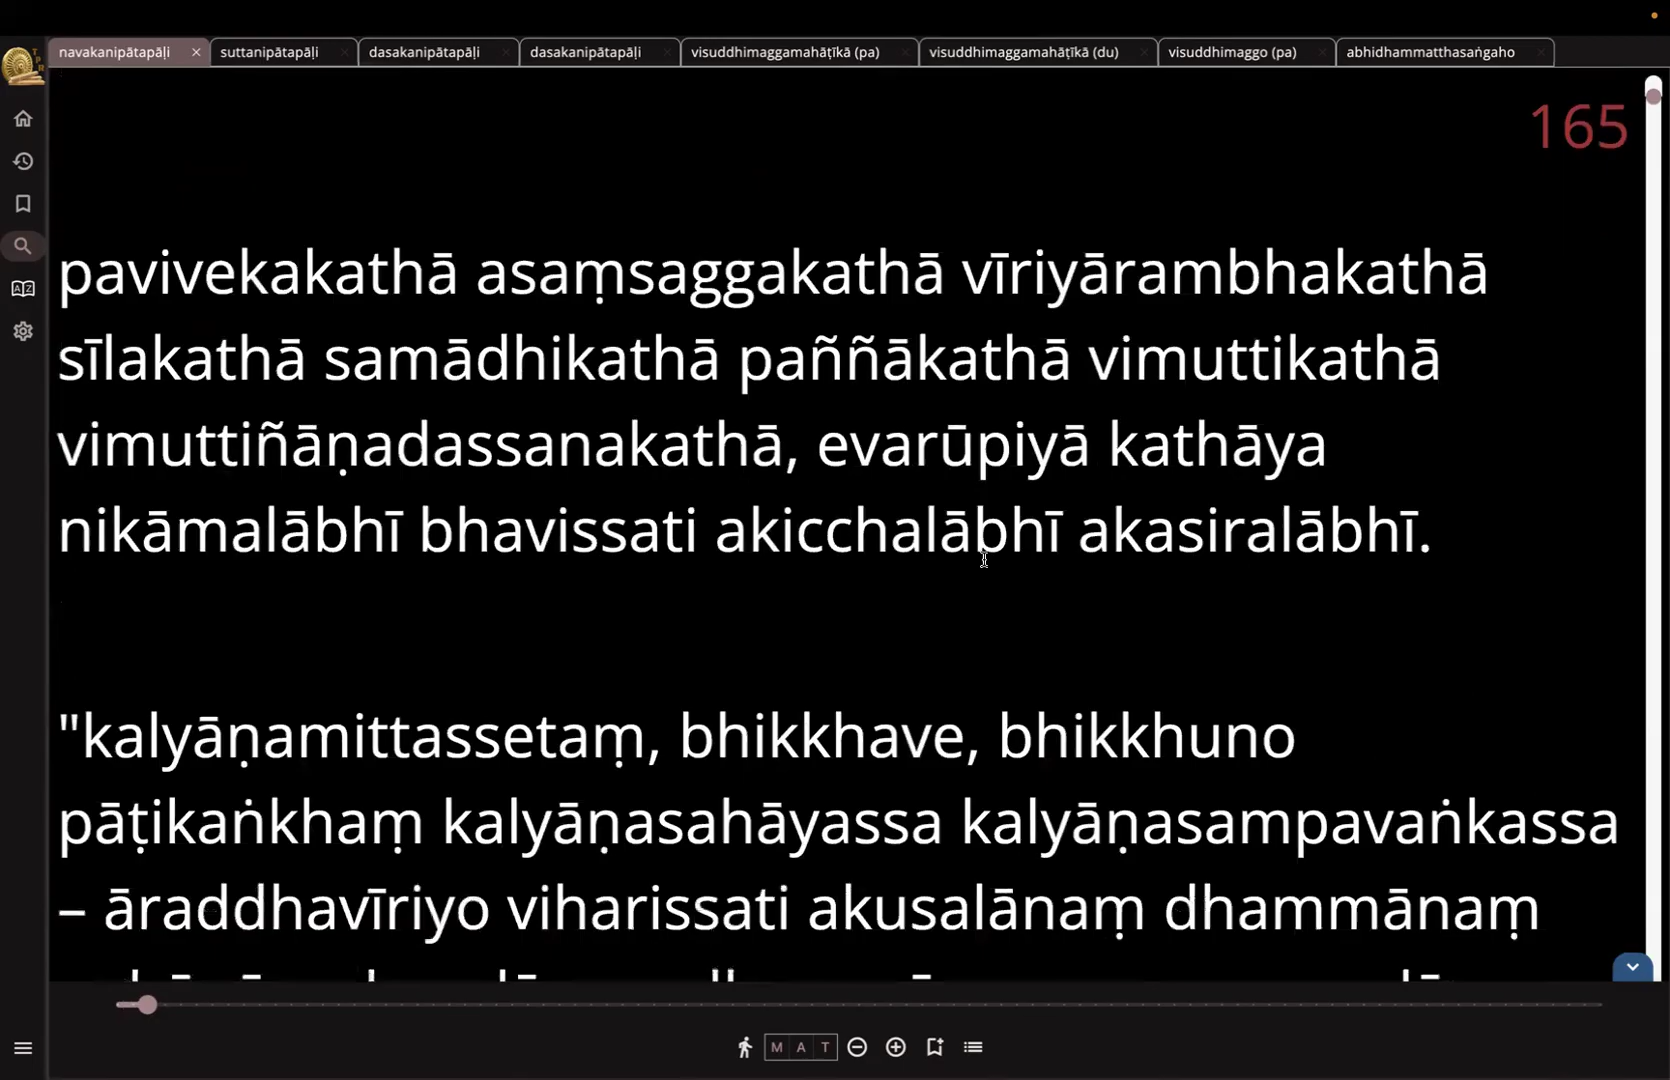 navakanipātapāḷi
suttanipātapāḷi
dasakanipātapāḷi
dasakanipātapāḷi
visuddhimaggamahāṭīkā (pa)
visuddhimaggamahāṭīkā (du)
visuddhimaggo (pa)
abhidhammatthasaṅgaho
165
pavivekakathā asaṃsaggakathā vīriyārambhakathā
sīlakathā samādhikathā paññākathā vimuttikathā
vimuttiñāṇadassanakathā, evarūpiyā kathāya
nikāmalābhī bhavissati akicchalābhī akasiralābhī.
"kalyāṇamittassetaṃ, bhikkhave, bhikkhuno
pāṭikaṅkhaṃ kalyāṇasahāyassa kalyāṇasampavaṅkassa
– āraddhavīriyo viharissati akusalānaṃ dhammānaṃ
M A T